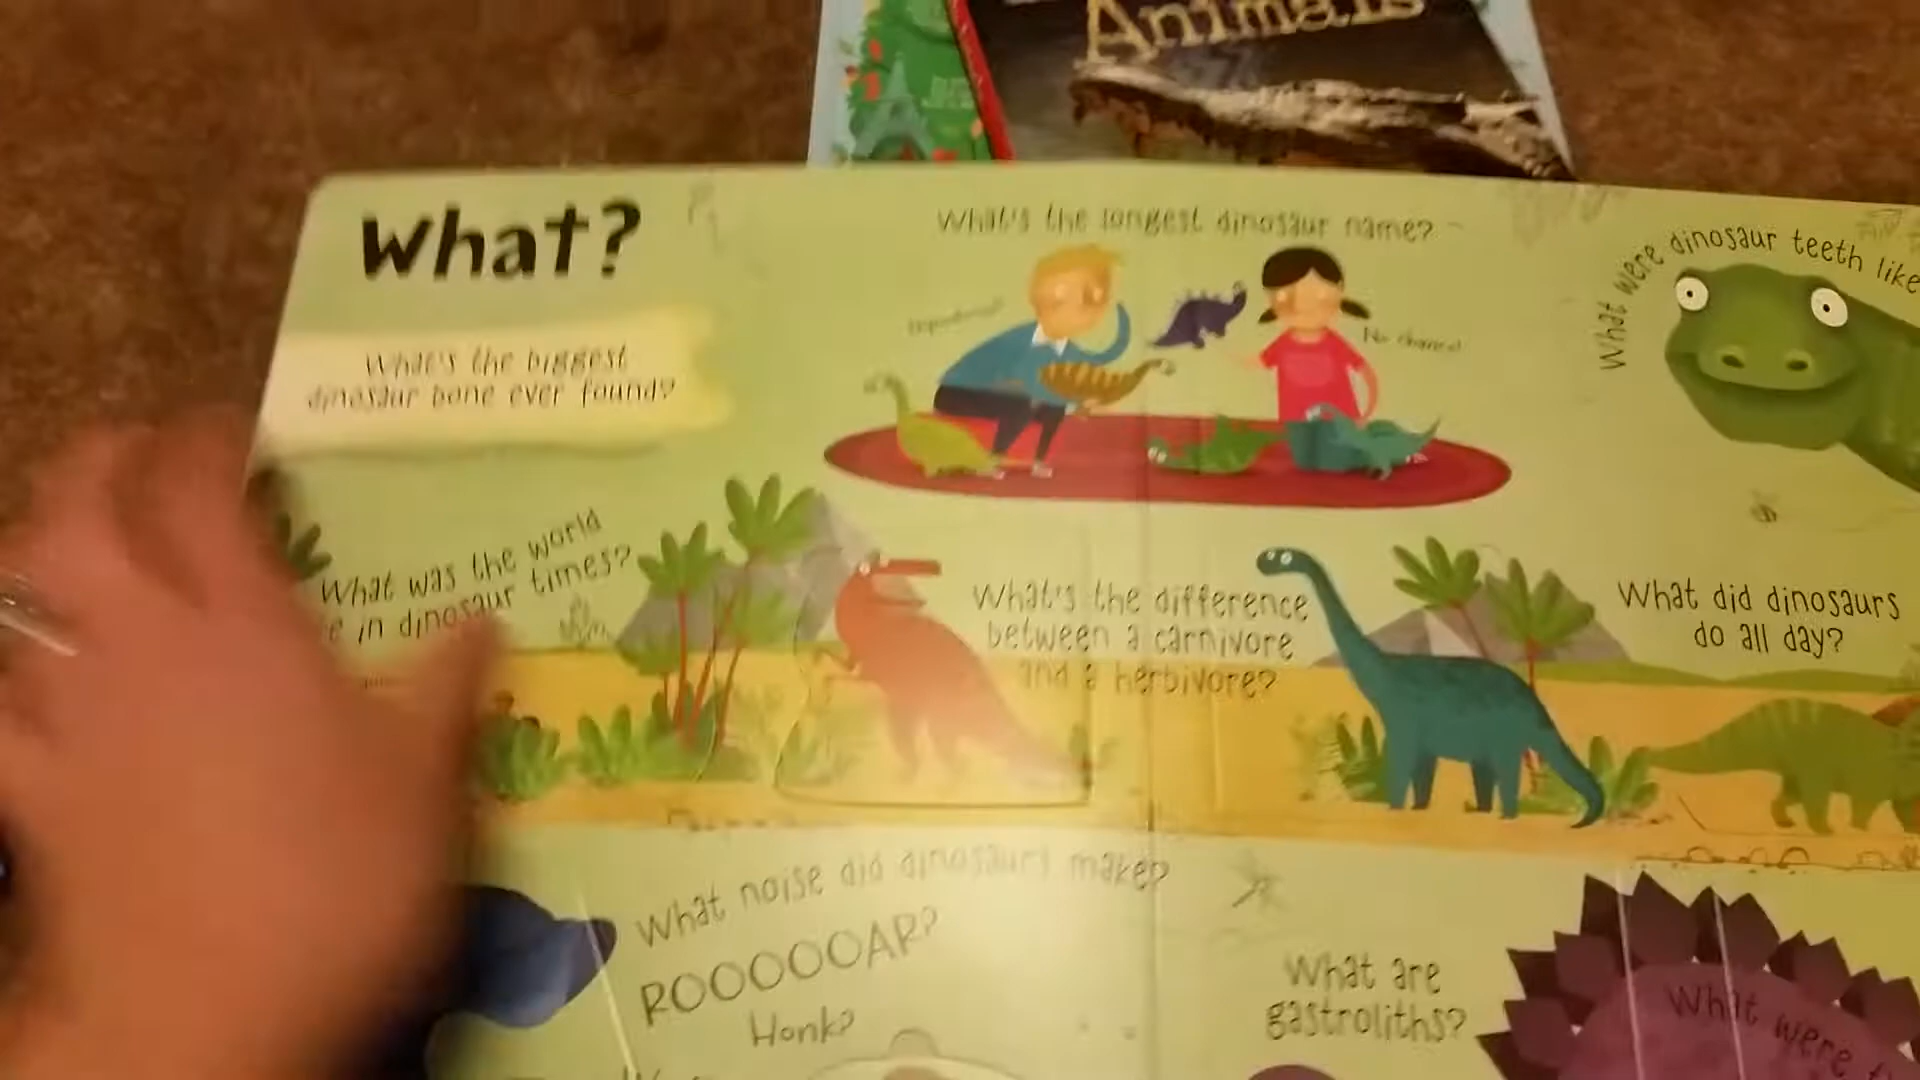 Animals
What?
What's the longest dinosaur name?
What were dinosaur teeth like
No chance!
What's the biggest
dinosaur bone ever found?
What was the world
in dinosaur times?
What's the difference
between a carnivore
and a herbivore?
What did dinosaurs
do all day?
What noise did dinosaurs make?
ROOOOOAR?
Honk?
What are
gastroliths?
What were